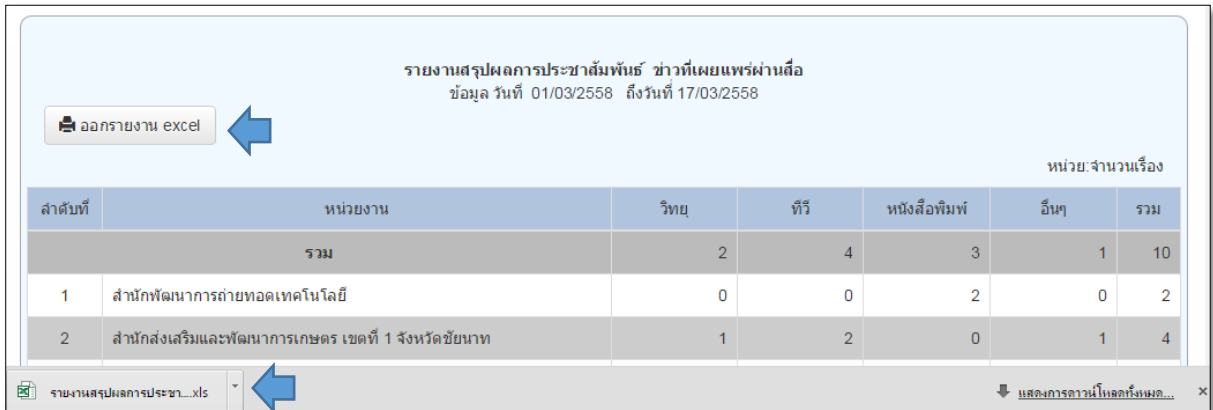 รายงานสรุปผลการประชาสัมพันธ์ ข่าวที่เผยแพร่ผ่านสื่อ
ข้อมูล วันที่ 01/03/2558 ถึงวันที่ 17/03/2558
ออกรายงาน excel
หน่วย:จำนวนเรื่อง
ลำดับที่ หน่วยงาน วิทยุ ทีวี หนังสือพิมพ์ อื่นๆ รวม
รวม 2 4 3 1 10
1 สำนักพัฒนาการถ่ายทอดเทคโนโลยี 0 0 2 0 2
2 สำนักส่งเสริมและพัฒนาการเกษตร เขตที่ 1 จังหวัดชัยนาท 1 2 0 1 4
รายงานสรุปผลการประชา....xls แสดงการดาวน์โหลดทั้งหมด...